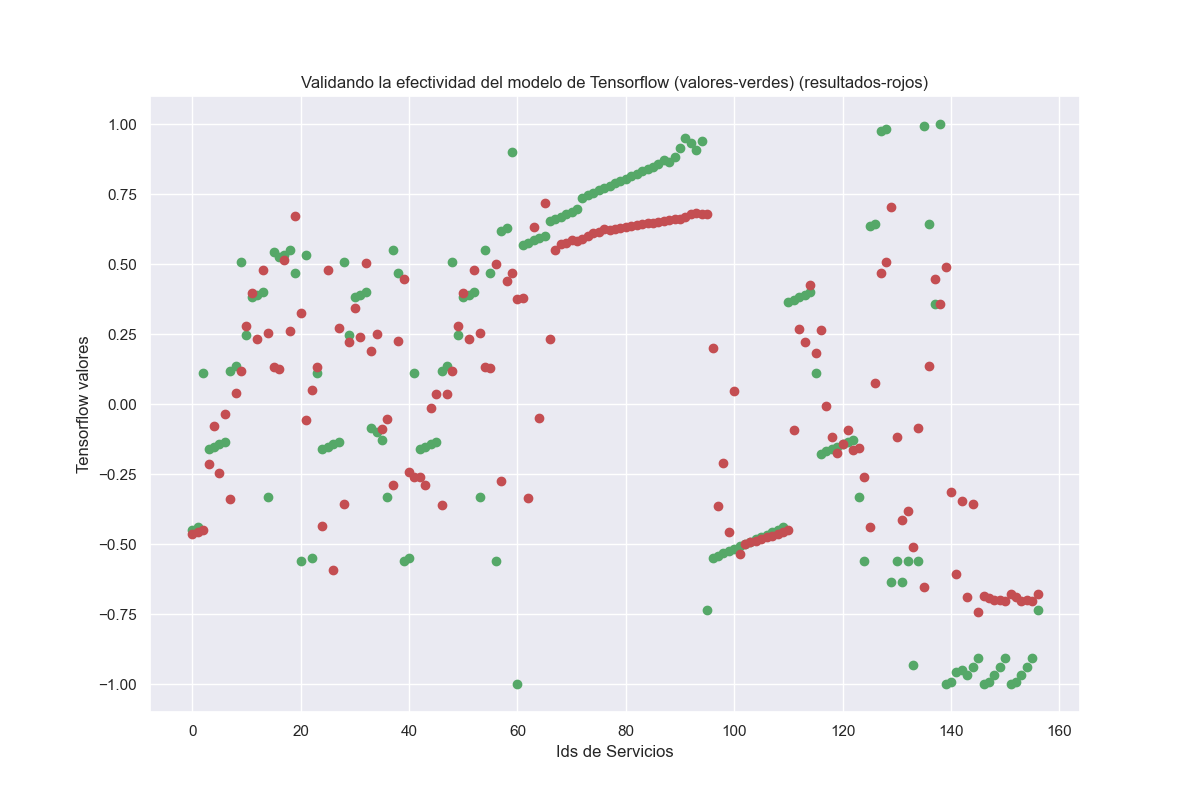 Validando la efectividad del modelo de Tensorflow (valores-verdes) (resultados-rojos)
Tensorflow valores
1.00
0.75
0.50
0.25
0.00
−0.25
−0.50
−0.75
−1.00
0 20 40 60 80 100 120 140 160
Ids de Servicios